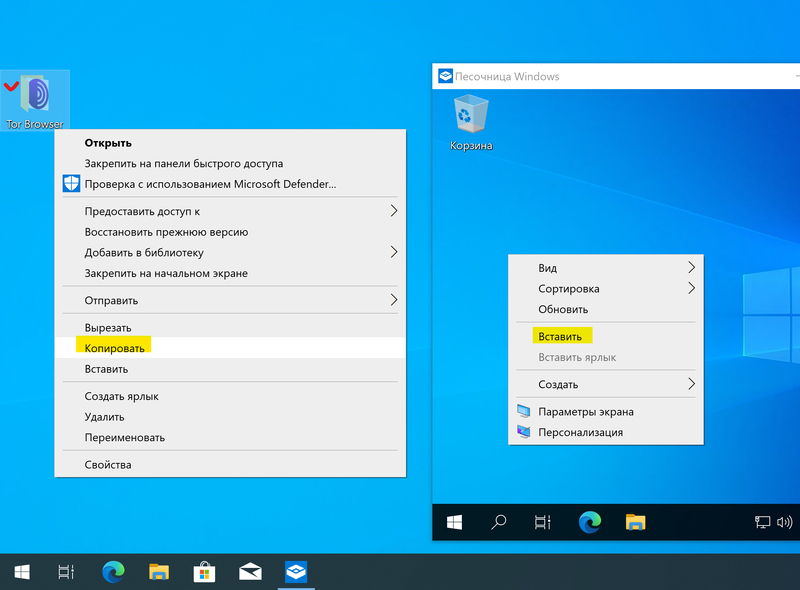 Tor Browser
Открыть
Закрепить на панели быстрого доступа
Проверка с использованием Microsoft Defender...
Предоставить доступ к
Восстановить прежнюю версию
Добавить в библиотеку
Закрепить на начальном экране
Отправить
Вырезать
Копировать
Вставить
Создать ярлык
Удалить
Переименовать
Свойства
Песочница Windows
Корзина
Вид
Сортировка
Обновить
Вставить
Вставить ярлык
Создать
Параметры экрана
Персонализация